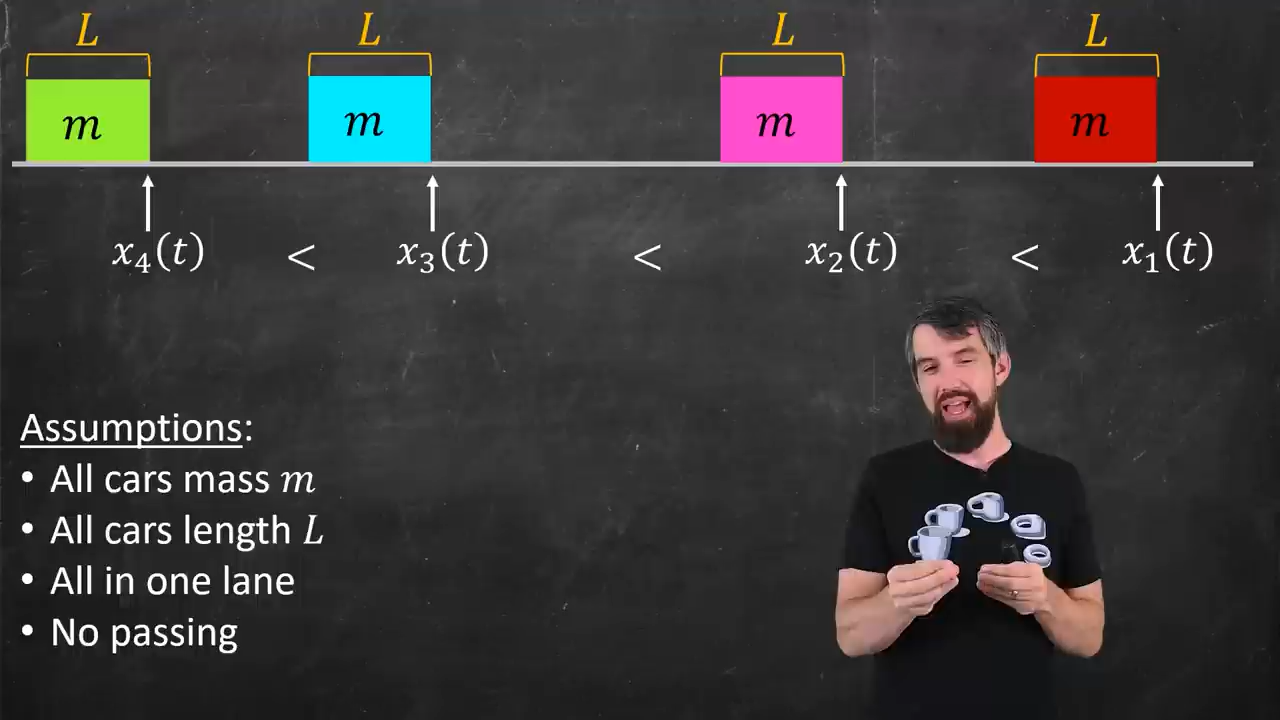 L L L L
m m m m
x₄(t) < x₃(t) < x₂(t) < x₁(t)
Assumptions:
• All cars mass m
• All cars length L
• All in one lane
• No passing